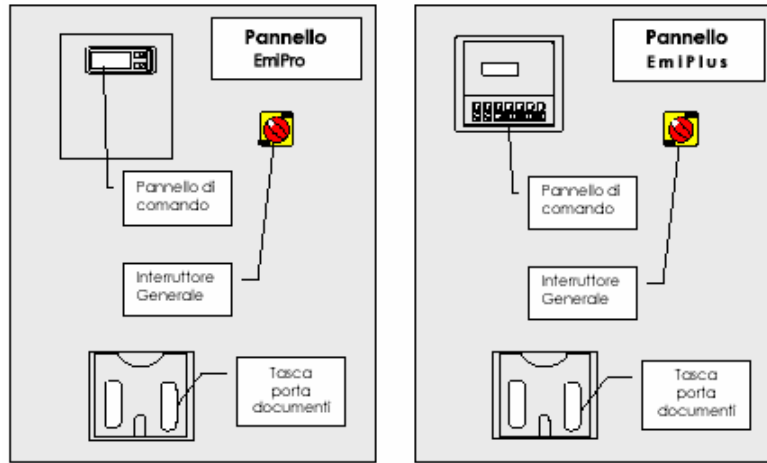 Pannello
EmiPro
Pannello di
comando
Interruttore
Generale
Tasca
porta
documenti
Pannello
EmiPlus
Pannello di
comando
Interruttore
Generale
Tasca
porta
documenti